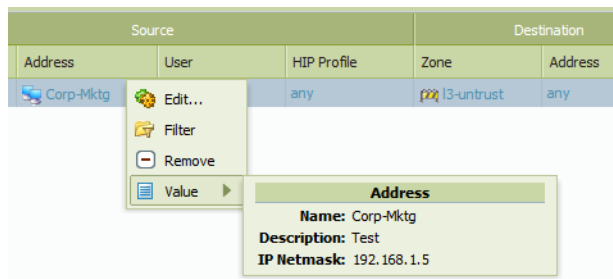 Source Destination
Address User HIP Profile Zone Address
Corp-Mktg any l3-untrust any
Edit...
Filter
Remove
Value
Address
Name: Corp-Mktg
Description: Test
IP Netmask: 192.168.1.5